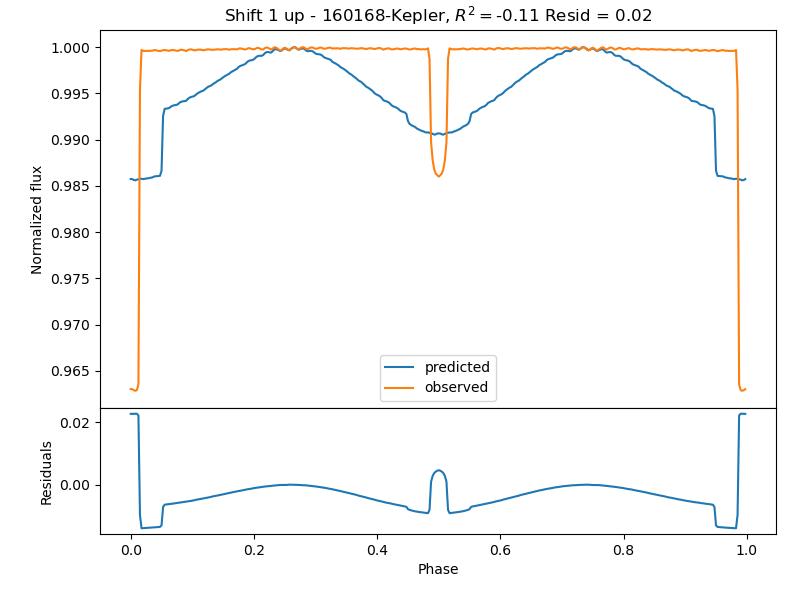 Shift 1 up - 160168-Kepler, $R^2 = $-0.11 Resid = 0.02
1.000
0.995
0.990
0.985
0.980
0.975
0.970
0.965
Normalized flux
predicted
observed
0.02
0.00
Residuals
0.0 0.2 0.4 0.6 0.8 1.0
Phase